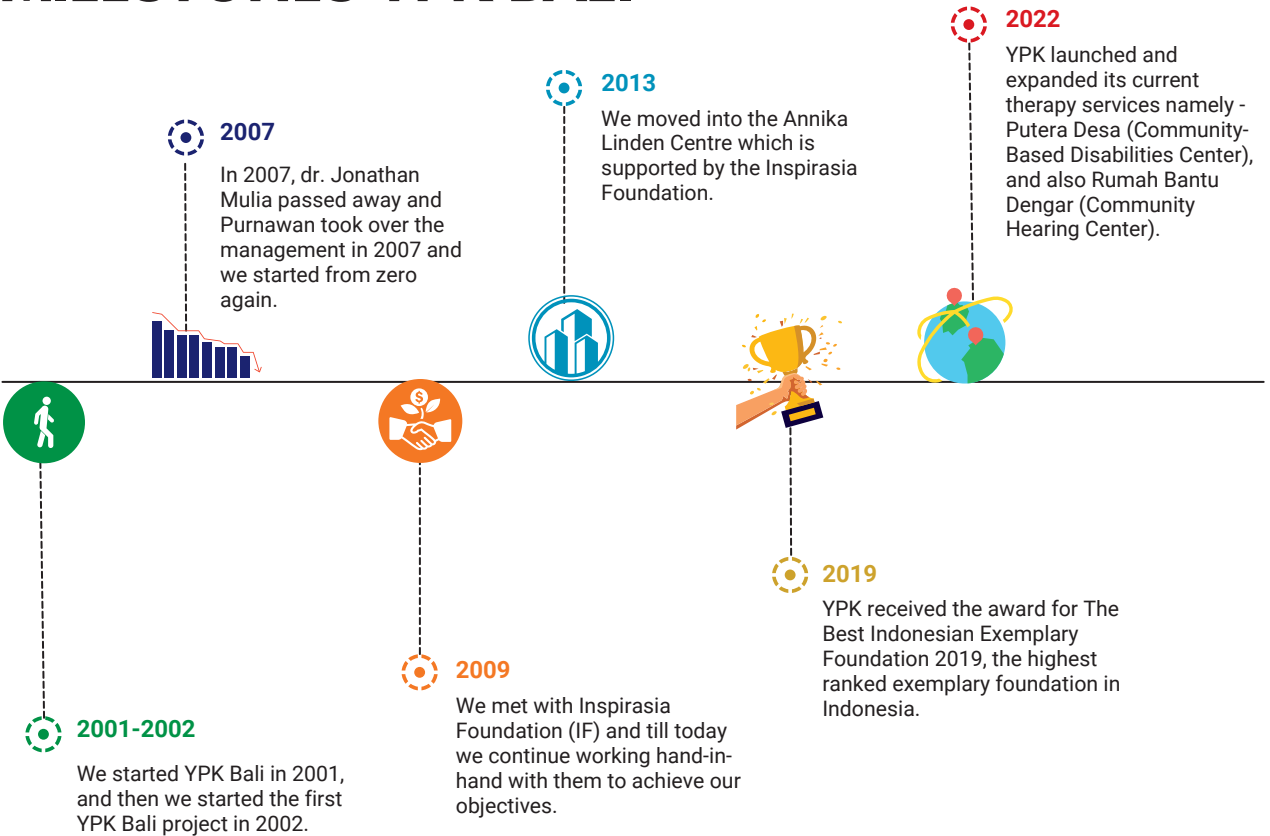 2022
YPK launched and
expanded its current
therapy services namely -
Putera Desa (Community-
Based Disabilities Center),
and also Rumah Bantu
Dengar (Community
Hearing Center).
2013
We moved into the Annika
Linden Centre which is
supported by the Inspirasia
Foundation.
2007
In 2007, dr. Jonathan
Mulia passed away and
Purnawan took over the
management in 2007 and
we started from zero
again.
$
2019
YPK received the award for The
Best Indonesian Exemplary
Foundation 2019, the highest
ranked exemplary foundation in
Indonesia.
2009
We met with Inspirasia
Foundation (IF) and till today
we continue working hand-in-
hand with them to achieve our
objectives.
2001-2002
We started YPK Bali in 2001,
and then we started the first
YPK Bali project in 2002.